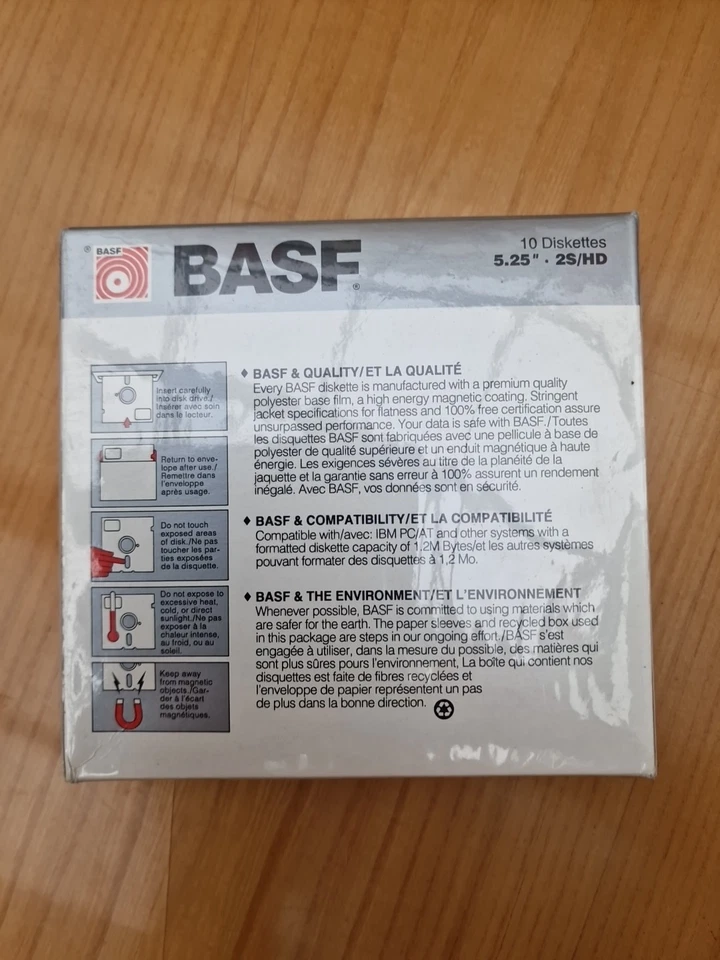 ® BASF
BASF®
10 Diskettes
5.25" · 2S/HD
Insert carefully
into disk drive./
Insérer avec soin
dans le lecteur.
Return to enve-
lope after use./
Remettre dans
l'enveloppe
après usage.
Do not touch
exposed areas
of disk./Ne pas
toucher les par-
ties exposées
de la disquette.
Do not expose to
excessive heat,
cold, or direct
sunlight./Ne pas
exposer à la
chaleur intense,
au froid, ou au
soleil.
Keep away
from magnetic
objects./Gar-
der à l'écart
des objets
magnétiques.
♦ BASF & QUALITY/ET LA QUALITÉ
Every BASF diskette is manufactured with a premium quality
polyester base film, a high energy magnetic coating. Stringent
jacket specifications for flatness and 100% free certification assure
unsurpassed performance. Your data is safe with BASF./Toutes
les disquettes BASF sont fabriquées avec une pellicule à base de
polyester de qualité supérieure et un enduit magnétique à haute
énergie. Les exigences sévères au titre de la planéité de la
jaquette et la garantie sans erreur à 100% assurent un rendement
inégalé. Avec BASF, vos données sont en sécurité.
♦ BASF & COMPATIBILITY/ET LA COMPATIBILITÉ
Compatible with/avec: IBM PC/AT and other systems with a
formatted diskette capacity of 1,2M Bytes/et les autres systèmes
pouvant formater des disquettes à 1,2 Mo.
♦ BASF & THE ENVIRONMENT/ET L'ENVIRONNEMENT
Whenever possible, BASF is committed to using materials which
are safer for the earth. The paper sleeves and recycled box used
in this package are steps in our ongoing effort./BASF s'est
engagée à utiliser, dans la mesure du possible, des matières qui
sont plus sûres pours l'environnement, La boîte qui contient nos
disquettes est faite de fibres recyclées et
l'enveloppe de papier représentent un pas
de plus dans la bonne direction.